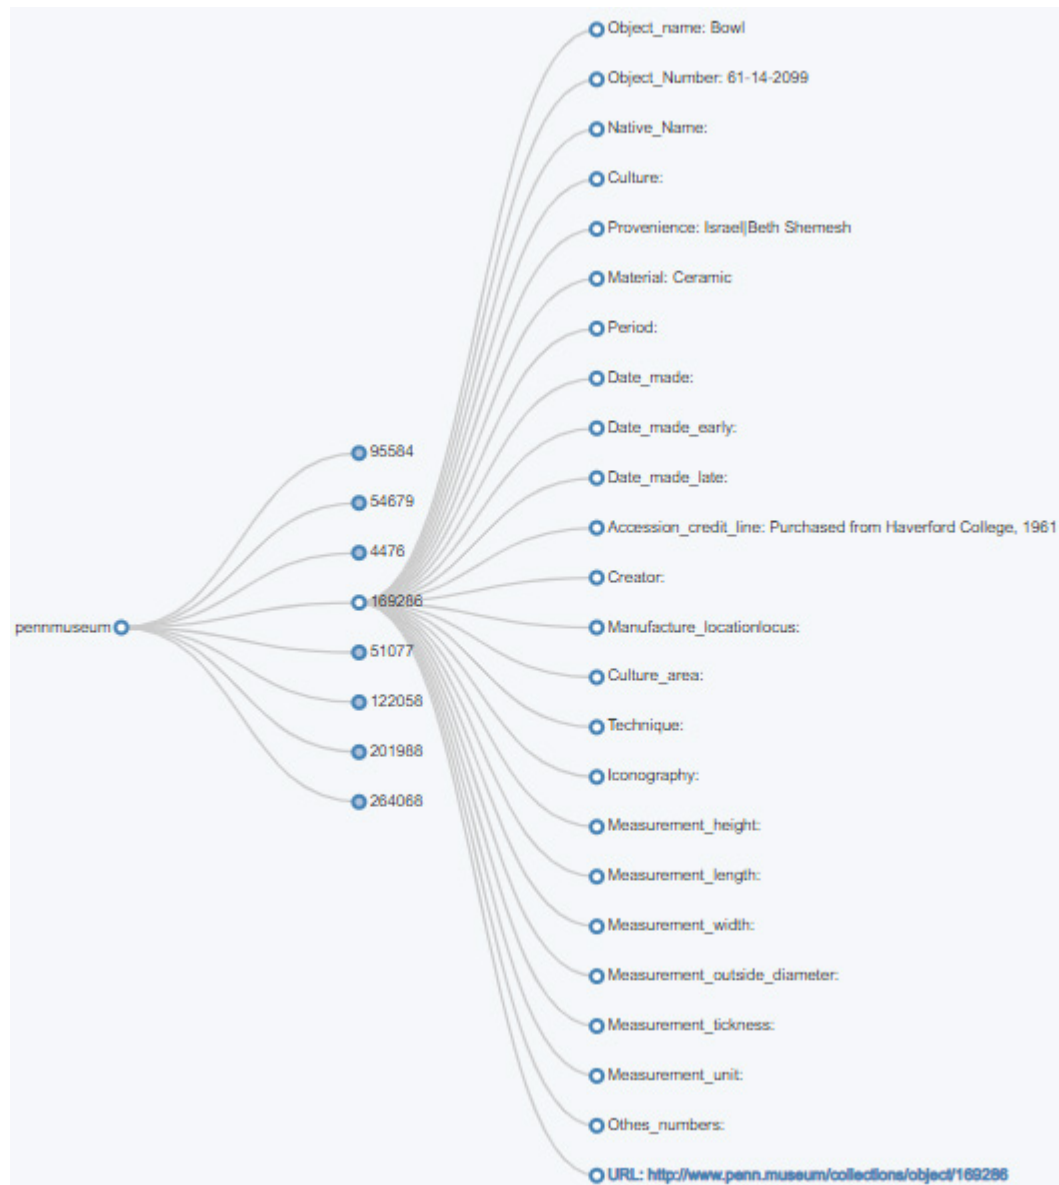 pennmuseum
95584
54679
4476
169286
51077
122058
201988
264068
Object_name: Bowl
Object_Number: 61-14-2099
Native_Name:
Culture:
Provenience: Israel|Beth Shemesh
Material: Ceramic
Period:
Date_made:
Date_made_early:
Date_made_late:
Accession_credit_line: Purchased from Haverford College, 1961
Creator:
Manufacture_locationlocus:
Culture_area:
Technique:
Iconography:
Measurement_height:
Measurement_length:
Measurement_width:
Measurement_outside_diameter:
Measurement_tickness:
Measurement_unit:
Othes_numbers:
URL: http://www.penn.museum/collections/object/169286